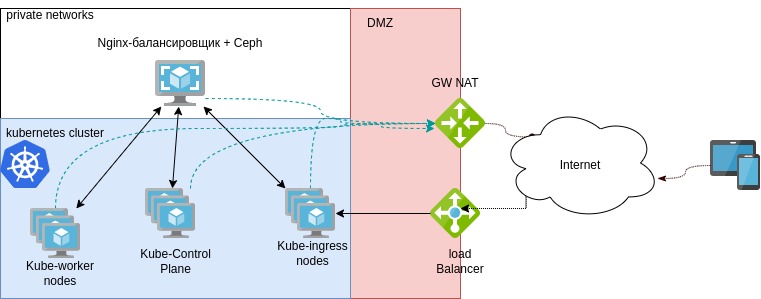 private networks
DMZ
Nginx-балансировщик + Ceph
GW NAT
kubernetes cluster
Internet
Kube-worker
nodes
Kube-Control
Plane
Kube-ingress
nodes
load
Balancer